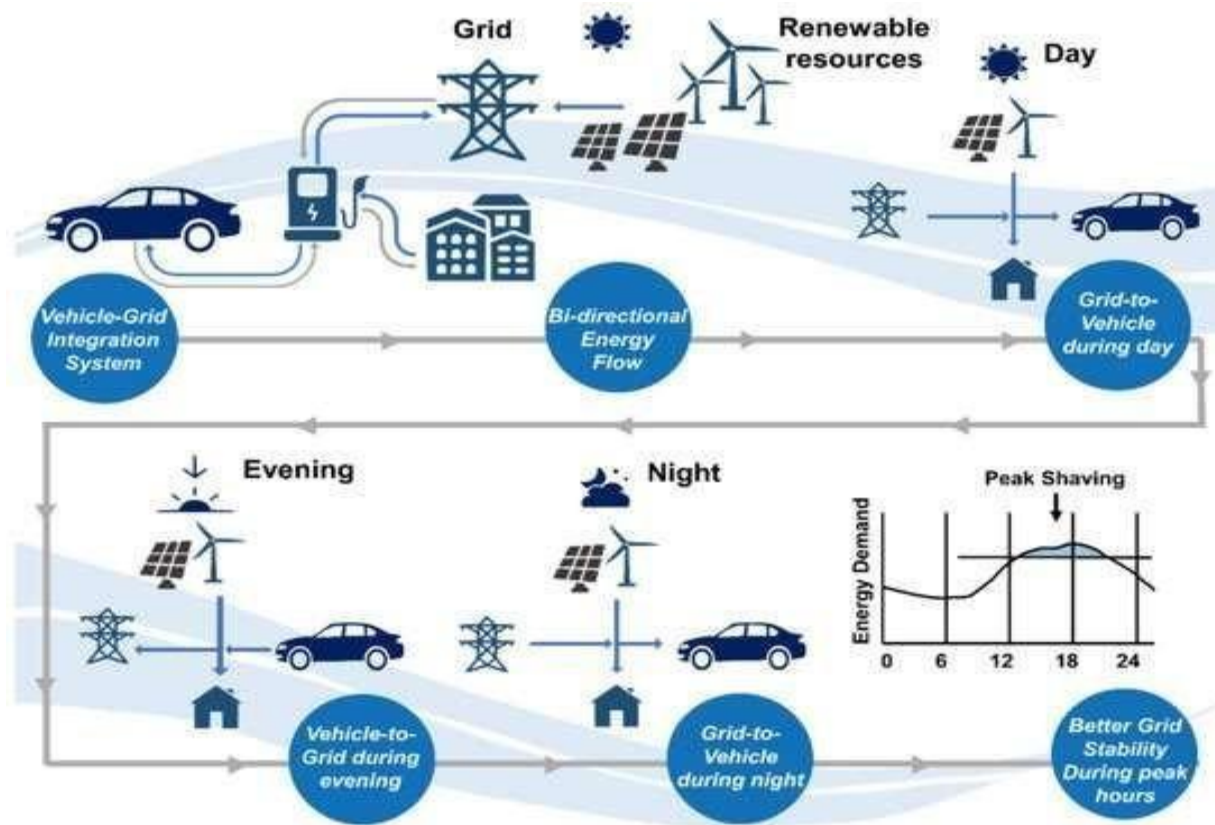 Grid
Renewable
resources
Day
Vehicle-Grid
Integration
System
Bi-directional
Energy
Flow
Grid-to-
Vehicle
during day
Evening
Night
Peak Shaving
Energy Demand
0 6 12 18 24
Vehicle-to-
Grid during
evening
Grid-to-
Vehicle
during night
Better Grid
Stability
During peak
hours